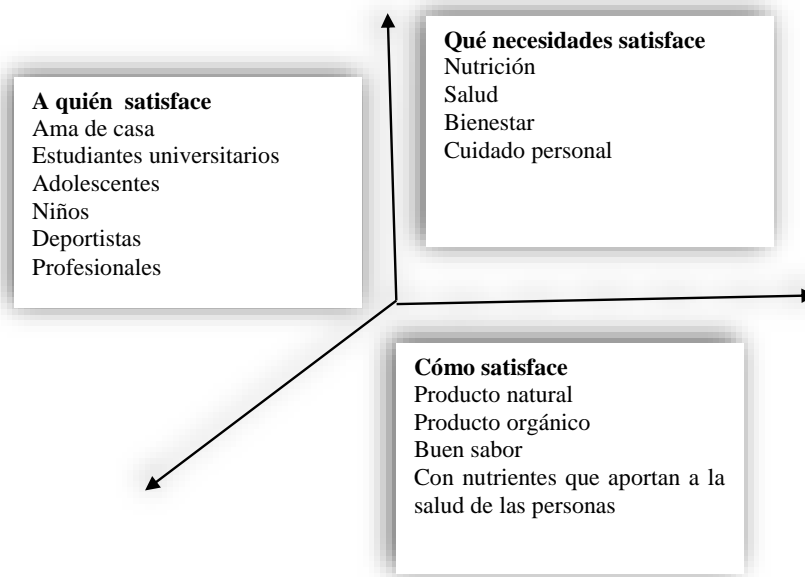 Qué necesidades satisface
Nutrición
Salud
Bienestar
Cuidado personal
A quién satisface
Ama de casa
Estudiantes universitarios
Adolescentes
Niños
Deportistas
Profesionales
Cómo satisface
Producto natural
Producto orgánico
Buen sabor
Con nutrientes que aportan a la
salud de las personas